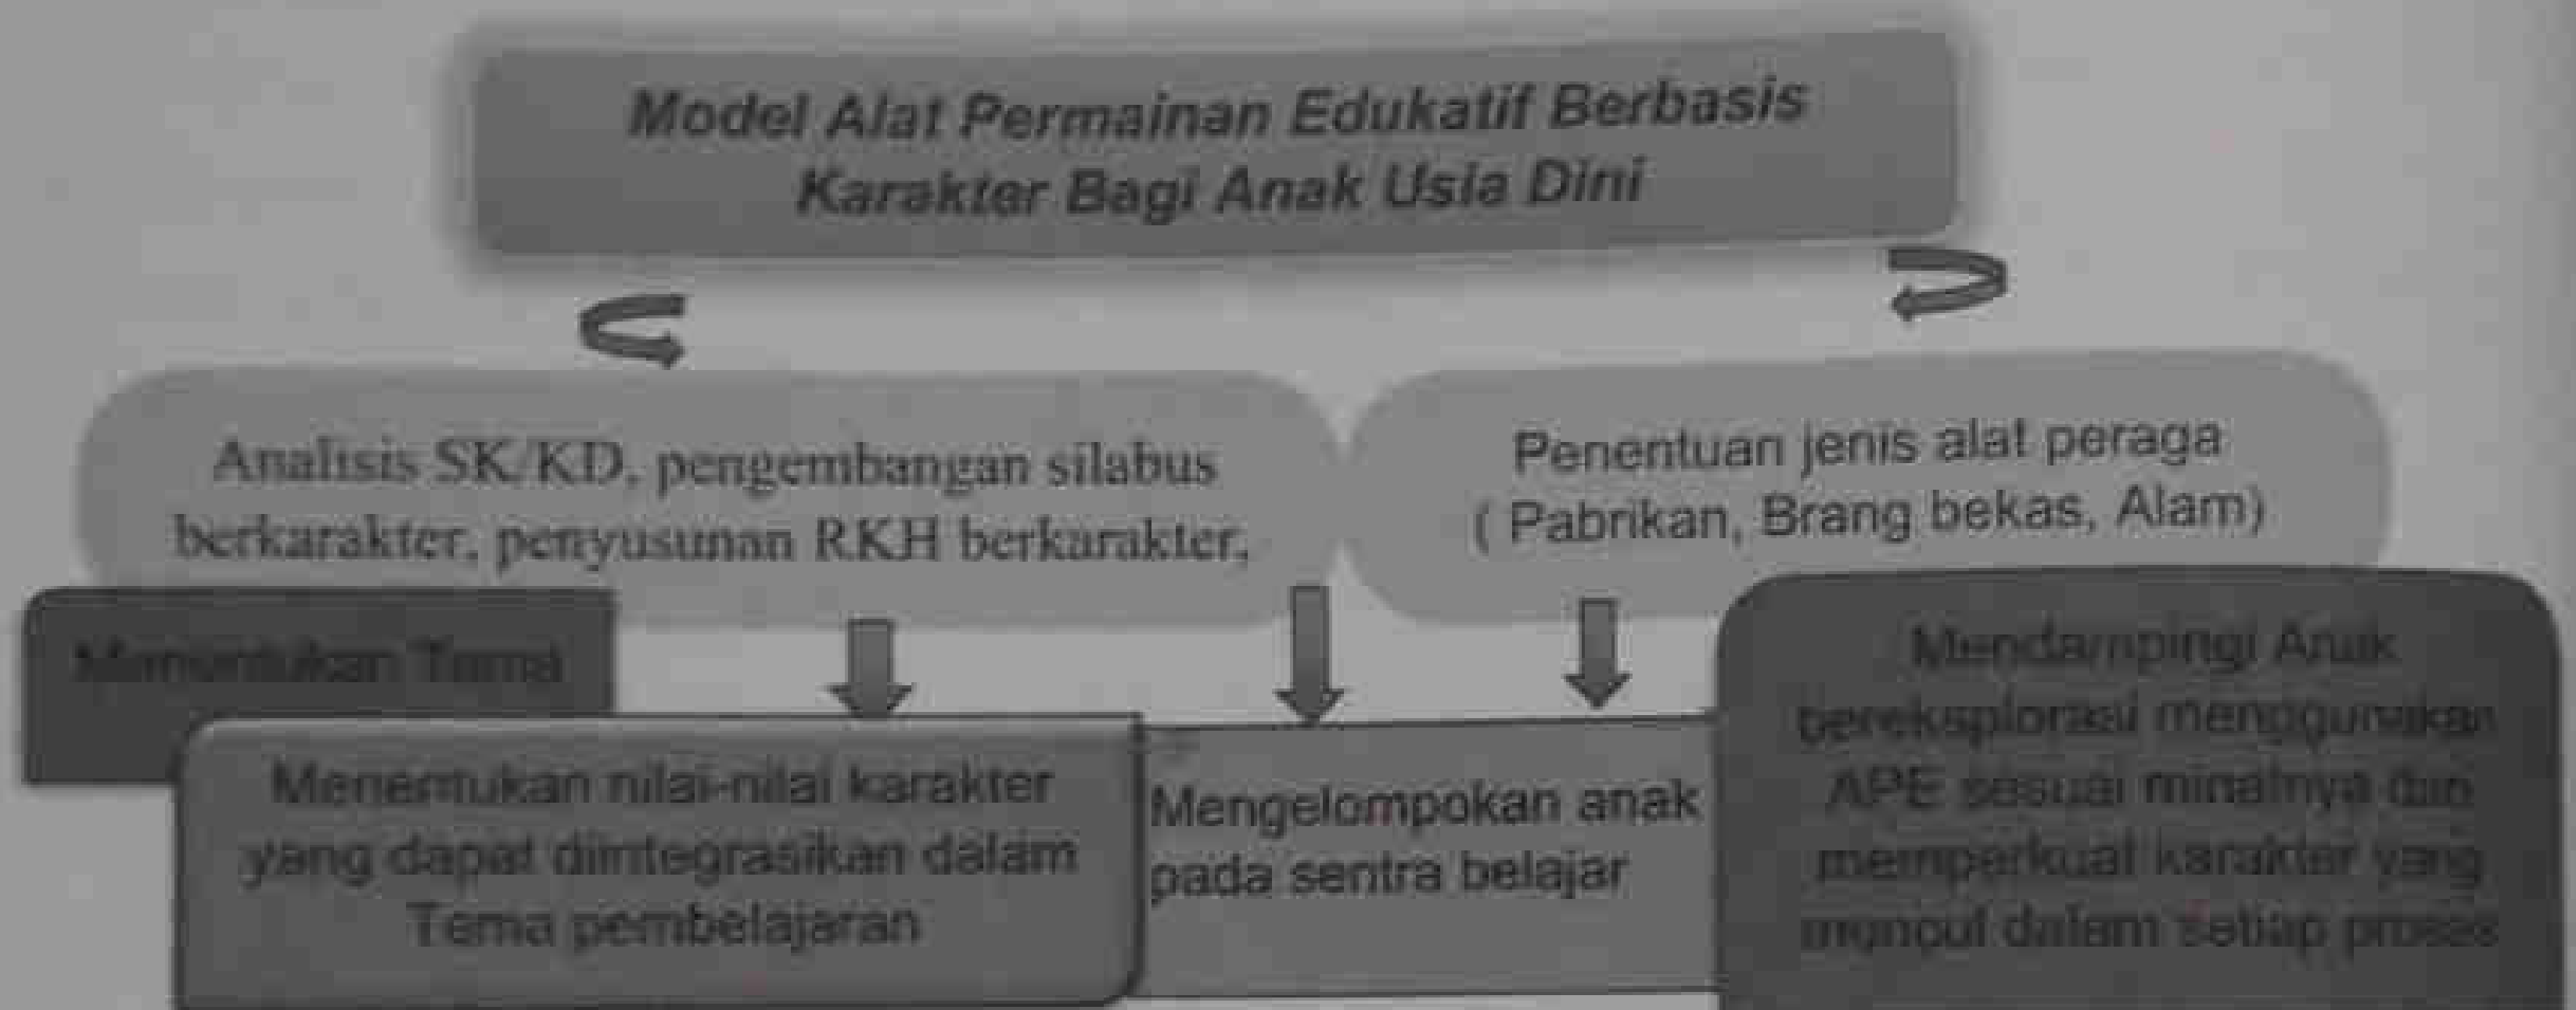 Model Alat Permainan Edukatif Berbasis
Karakter Bagi Anak Usia Dini
Analisis SK/KD, pengembangan silabus
berkarakter, penyusunan RKH berkarakter,
Penentuan jenis alat peraga
( Pabrikan, Brang bekas, Alam)
Menentukan Tema
Menentukan nilai-nilai karakter
yang dapat diintegrasikan dalam
Tema pembelajaran
Mengelompokan anak
pada sentra belajar
Mendampingi Anak
bereksplorasi menggunakan
APE sesuai minatnya dan
memperkuat karakter yang
muncul dalam setiap proses